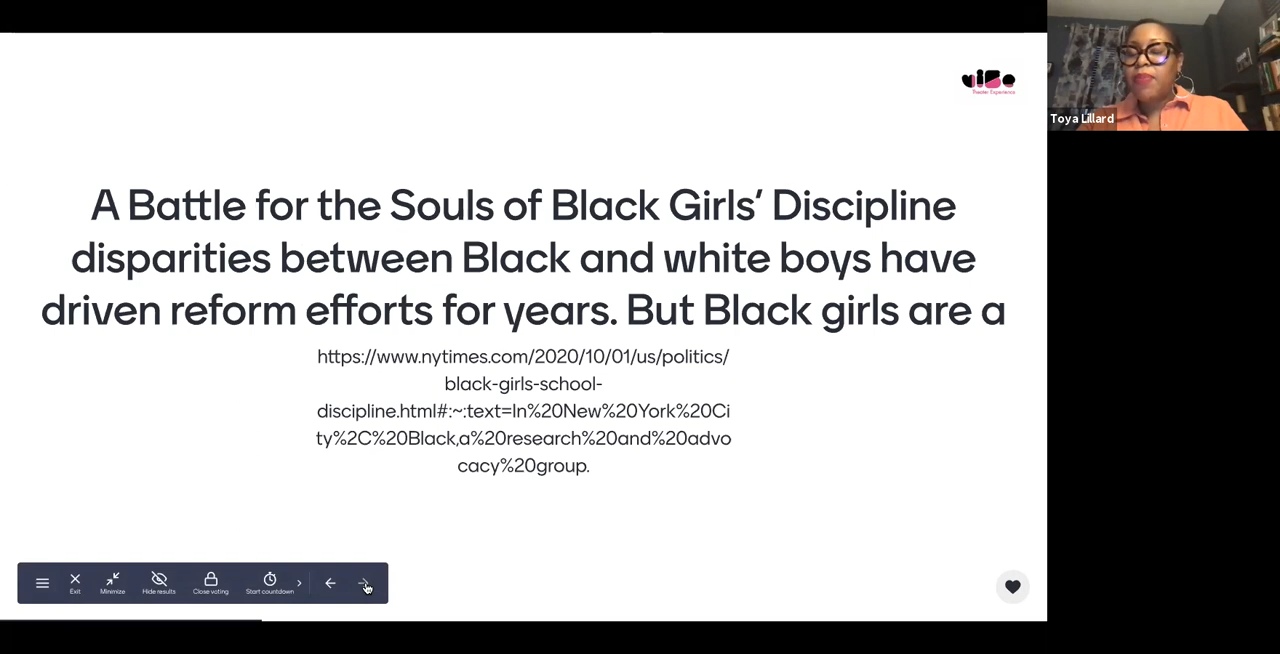 viBe
Theater Experience
Toya Lillard
A Battle for the Souls of Black Girls’ Discipline
disparities between Black and white boys have
driven reform efforts for years. But Black girls are a
https://www.nytimes.com/2020/10/01/us/politics/
black-girls-school-
discipline.html#:~:text=In%20New%20York%20Ci
ty%2C%20Black,a%20research%20and%20advo
cacy%20group.
Exit
Minimize
Hide results
Close voting
Start countdown